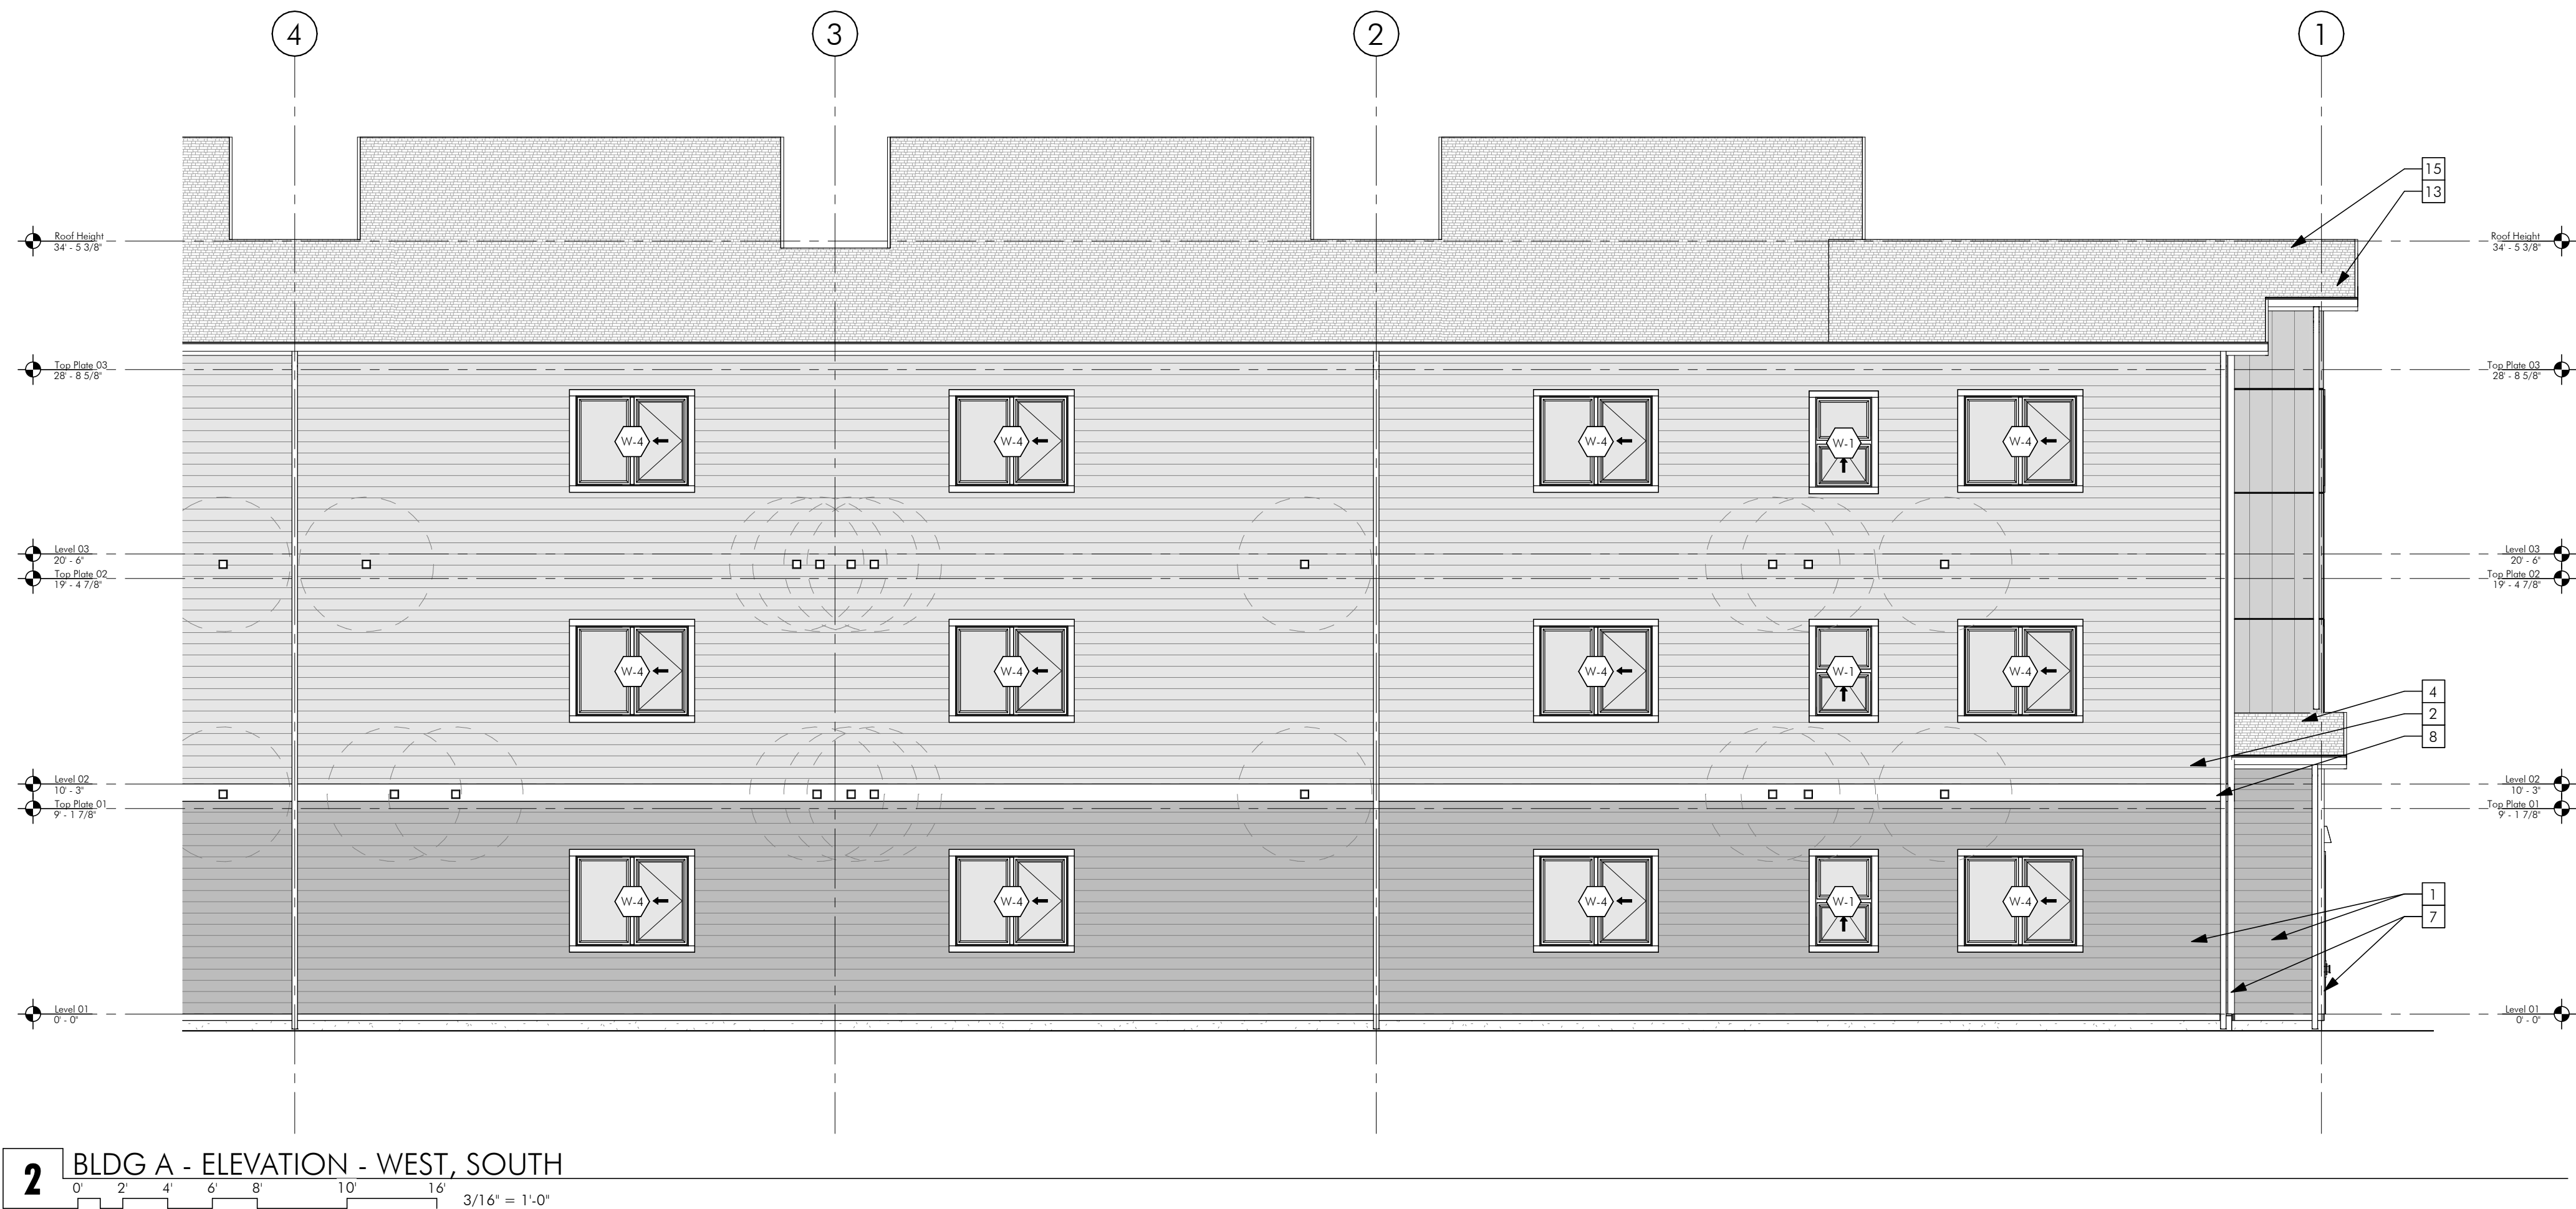 4 3 2 1
15
13
Roof Height Roof Height
34' - 5 3/8" 34' - 5 3/8"
Top Plate 03 Top Plate 03
28' - 8 5/8" 28' - 8 5/8"
W-4 W-4 W-4 W-1 W-4
Level 03 Level 03
20' - 6" 20' - 6"
Top Plate 02 Top Plate 02
19' - 4 7/8" 19' - 4 7/8"
W-4 W-4 W-4 W-1 W-4
4
2
8
Level 02 Level 02
10' - 3" 10' - 3"
Top Plate 01 Top Plate 01
9' - 1 7/8" 9' - 1 7/8"
W-4 W-4 W-4 W-1 W-4
1
7
Level 01 Level 01
0' - 0" 0' - 0"
2 BLDG A - ELEVATION - WEST, SOUTH
0' 2' 4' 6' 8' 10' 16'
3/16" = 1'-0"